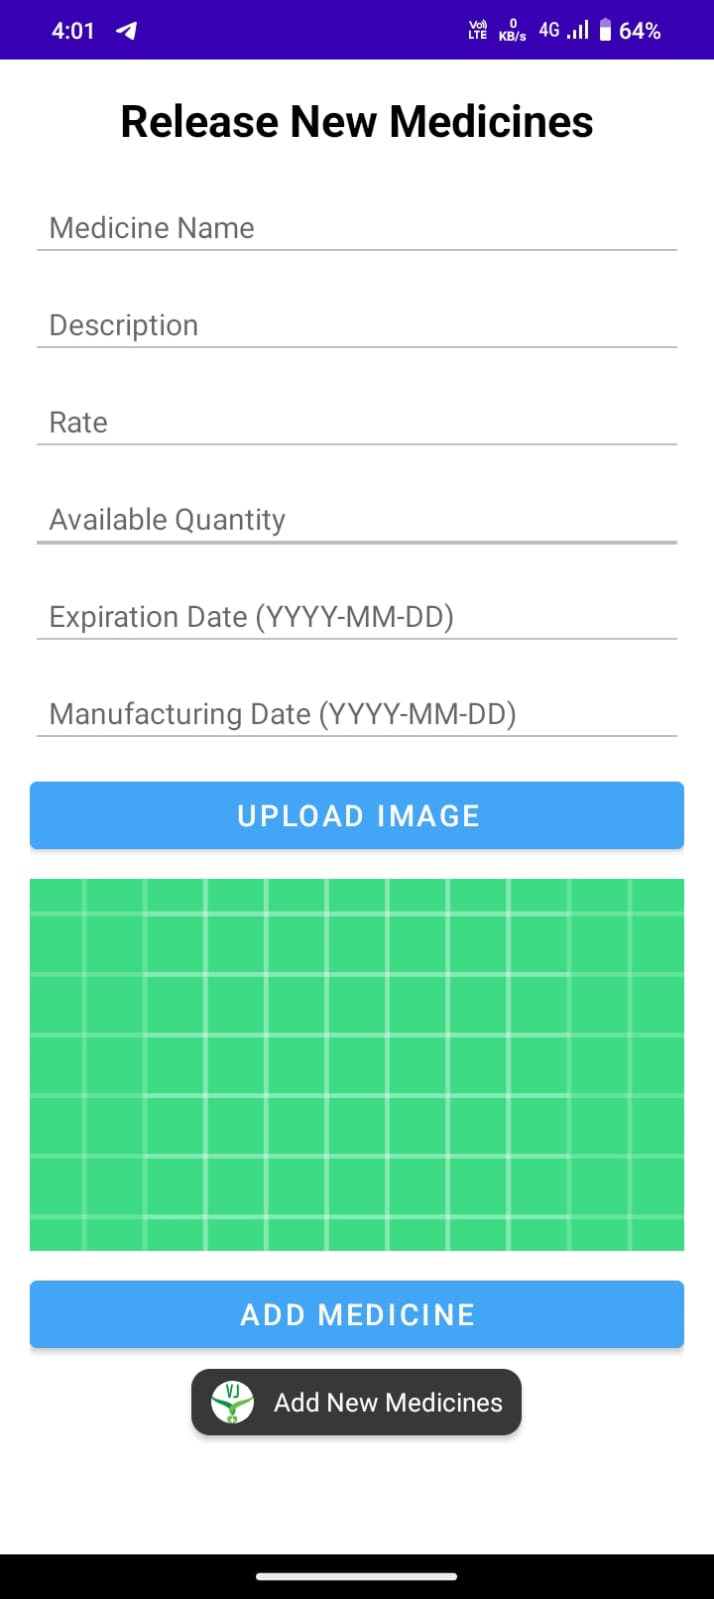 4:01 Vo)) LTE 0 KB/s 4G 64%
Release New Medicines
Medicine Name
Description
Rate
Available Quantity
Expiration Date (YYYY-MM-DD)
Manufacturing Date (YYYY-MM-DD)
UPLOAD IMAGE
ADD MEDICINE
VJ Add New Medicines